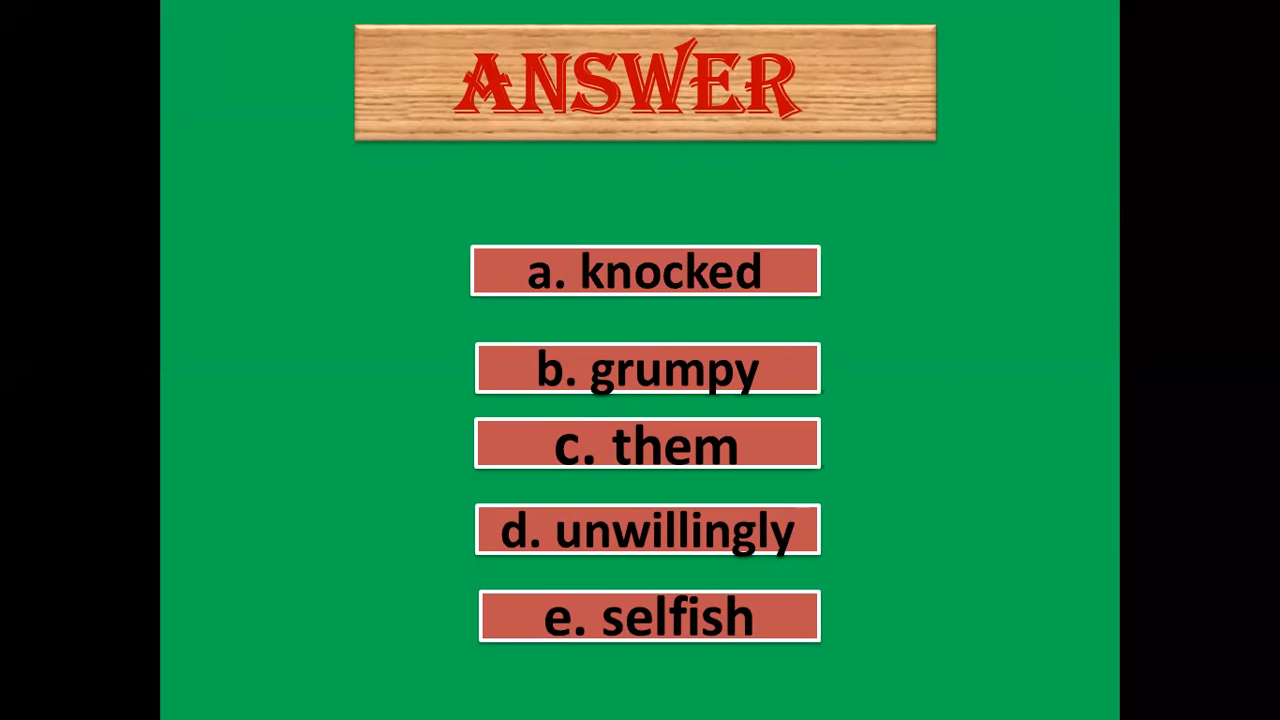 ANSWER
a. knocked
b. grumpy
c. them
d. unwillingly
e. selfish